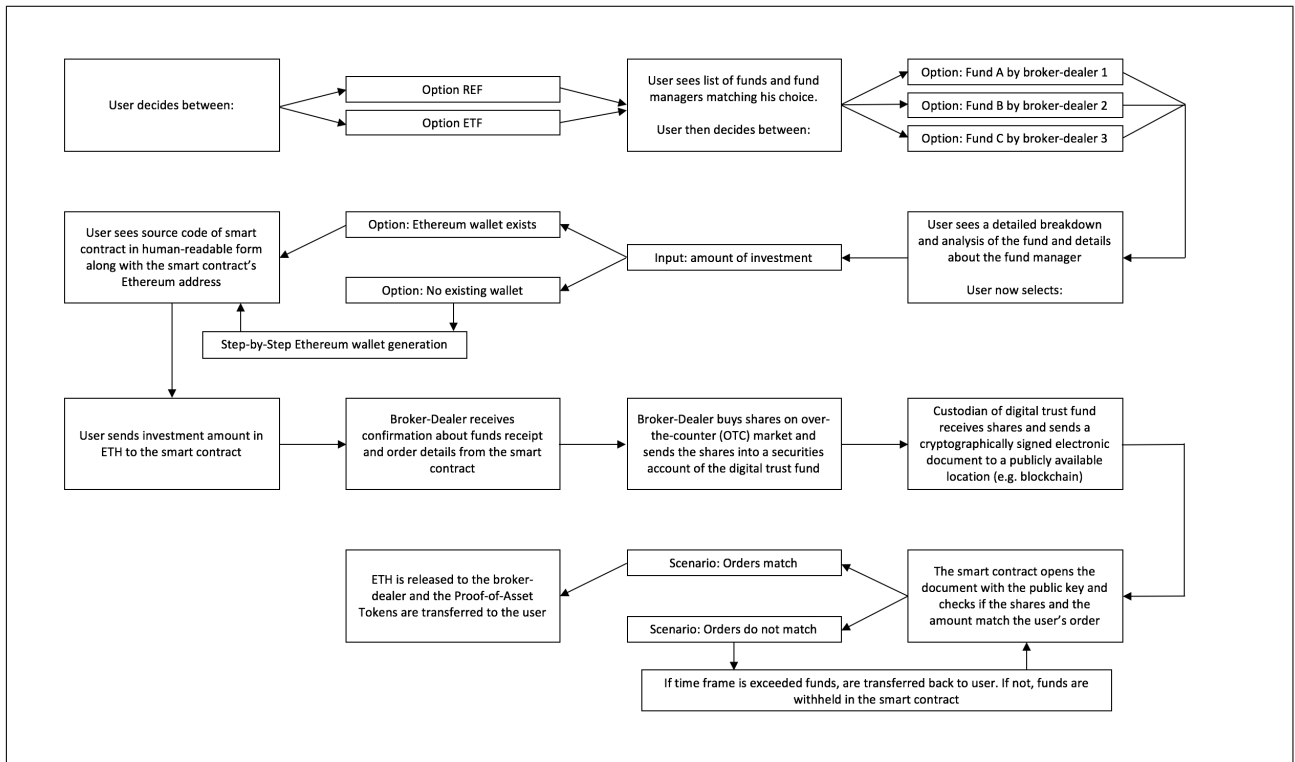 User decides between:
Option REF
Option ETF
User sees list of funds and fund
managers matching his choice.
User then decides between:
Option: Fund A by broker-dealer 1
Option: Fund B by broker-dealer 2
Option: Fund C by broker-dealer 3
User sees a detailed breakdown
and analysis of the fund and details
about the fund manager
User now selects:
Input: amount of investment
Option: Ethereum wallet exists
Option: No existing wallet
Step-by-Step Ethereum wallet generation
User sees source code of smart
contract in human-readable form
along with the smart contract’s
Ethereum address
User sends investment amount in
ETH to the smart contract
Broker-Dealer receives
confirmation about funds receipt
and order details from the smart
contract
Broker-Dealer buys shares on over-
the-counter (OTC) market and
sends the shares into a securities
account of the digital trust fund
Custodian of digital trust fund
receives shares and sends a
cryptographically signed electronic
document to a publicly available
location (e.g. blockchain)
The smart contract opens the
document with the public key and
checks if the shares and the
amount match the user’s order
Scenario: Orders match
Scenario: Orders do not match
If time frame is exceeded funds, are transferred back to user. If not, funds are
withheld in the smart contract
ETH is released to the broker-
dealer and the Proof-of-Asset
Tokens are transferred to the user